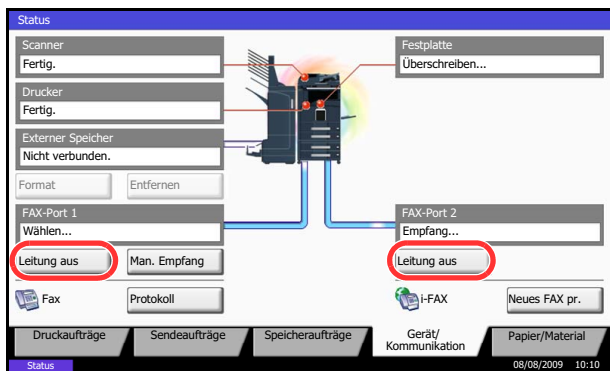 Status
Scanner
Fertig.
Festplatte
Überschreiben...
Drucker
Fertig.
Externer Speicher
Nicht verbunden.
Format
Entfernen
FAX-Port 1
Wählen...
FAX-Port 2
Empfang...
Leitung aus
Man. Empfang
Leitung aus
Fax
Protokoll
i-FAX
Neues FAX pr.
Druckaufträge
Sendeaufträge
Speicheraufträge
Gerät/
Kommunikation
Papier/Material
Status
08/08/2009 10:10